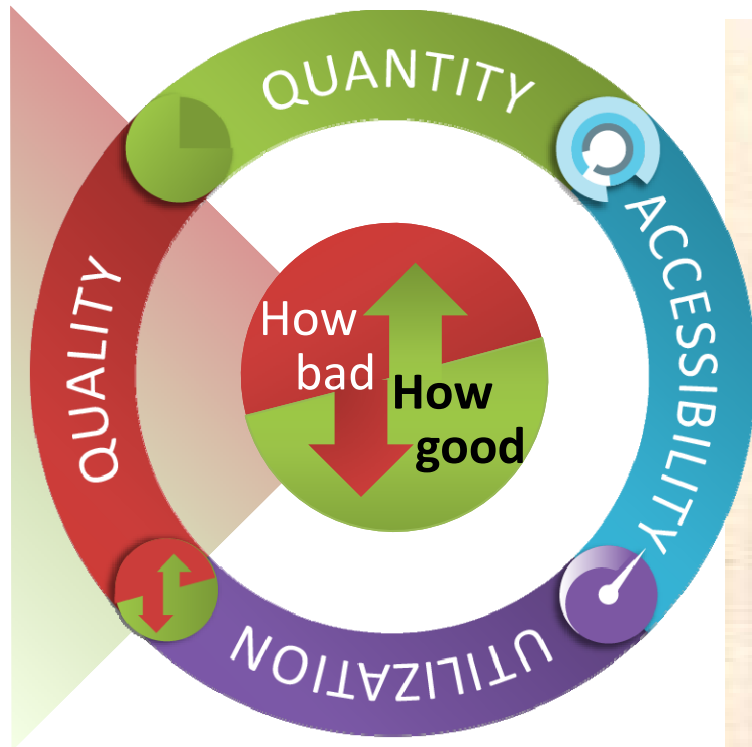 QUANTITY
ACCESSIBILITY
UTILIZATION
QUALITY
How
bad
How
good